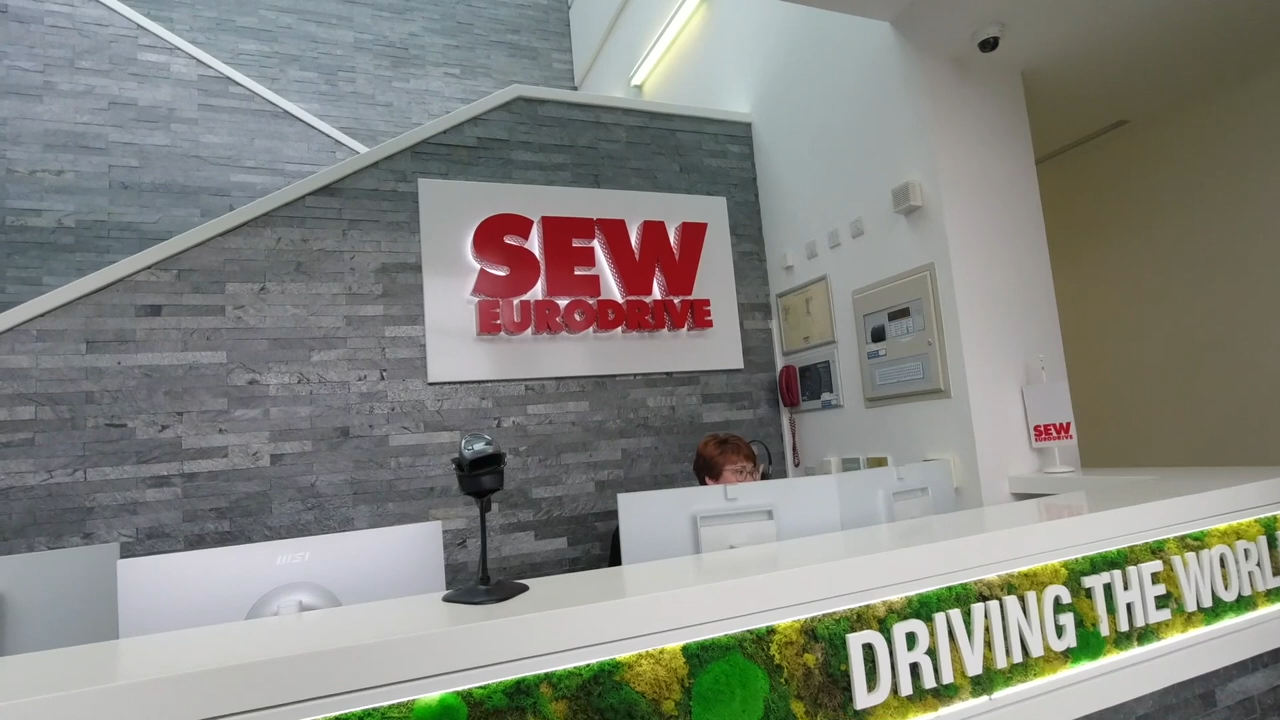 SEW
EURODRIVE
SEW
EURODRIVE
msi
DRIVING THE WORL